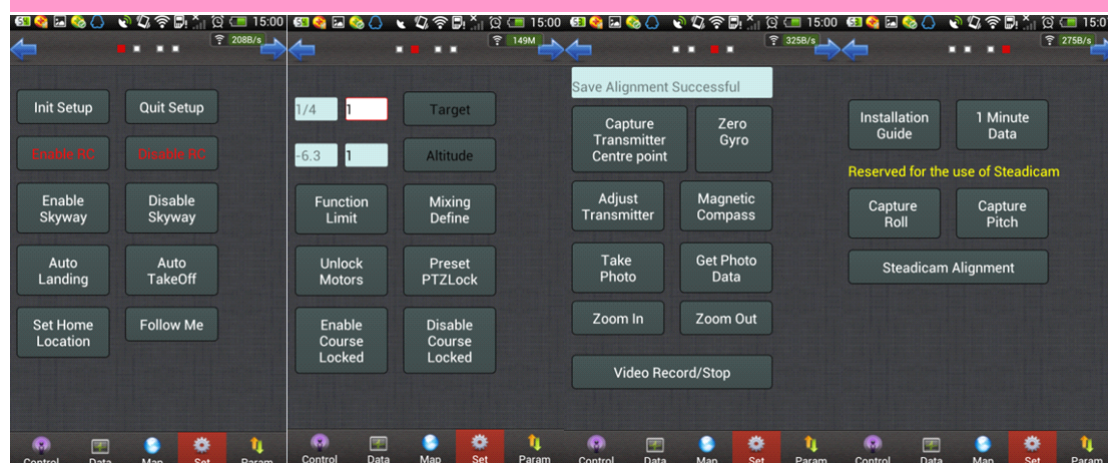 59
15:00
208B/s
Init Setup
Quit Setup
Enable RC
Disable RC
Enable
Skyway
Disable
Skyway
Auto
Landing
Auto
TakeOff
Set Home
Location
Follow Me
Control
Data
Map
Set
Param
59
15:00
149M
1/4
1
Target
-6.3
1
Altitude
Function
Limit
Mixing
Define
Unlock
Motors
Preset
PTZLock
Enable
Course
Locked
Disable
Course
Locked
Control
Data
Map
Set
Param
59
15:00
325B/s
Save Alignment Successful
Capture
Transmitter
Centre point
Zero
Gyro
Adjust
Transmitter
Magnetic
Compass
Take
Photo
Get Photo
Data
Zoom In
Zoom Out
Video Record/Stop
Control
Data
Map
Set
Param
59
15:0
275B/s
Installation
Guide
1 Minute
Data
Reserved for the use of Steadicam
Capture
Roll
Capture
Pitch
Steadicam Alignment
Control
Data
Map
Set
Param